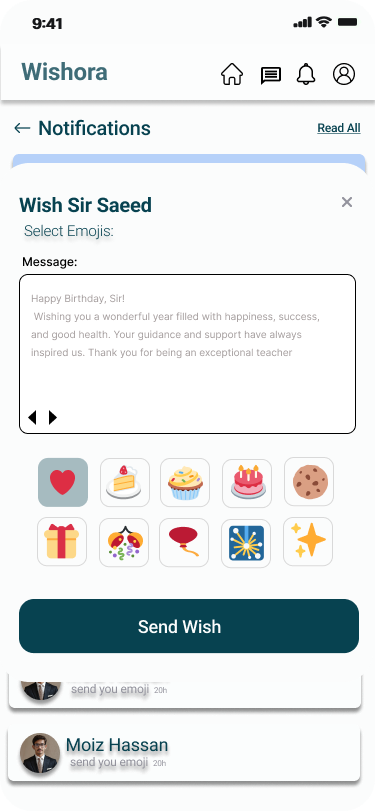 9:41
Wishora
Notifications
Read All
Wish Sir Saeed
Select Emojis:
Message:
Happy Birthday, Sir!
Wishing you a wonderful year filled with happiness, success,
and good health. Your guidance and support have always
inspired us. Thank you for being an exceptional teacher
Send Wish
send you emoji 20h
Moiz Hassan
send you emoji 20h